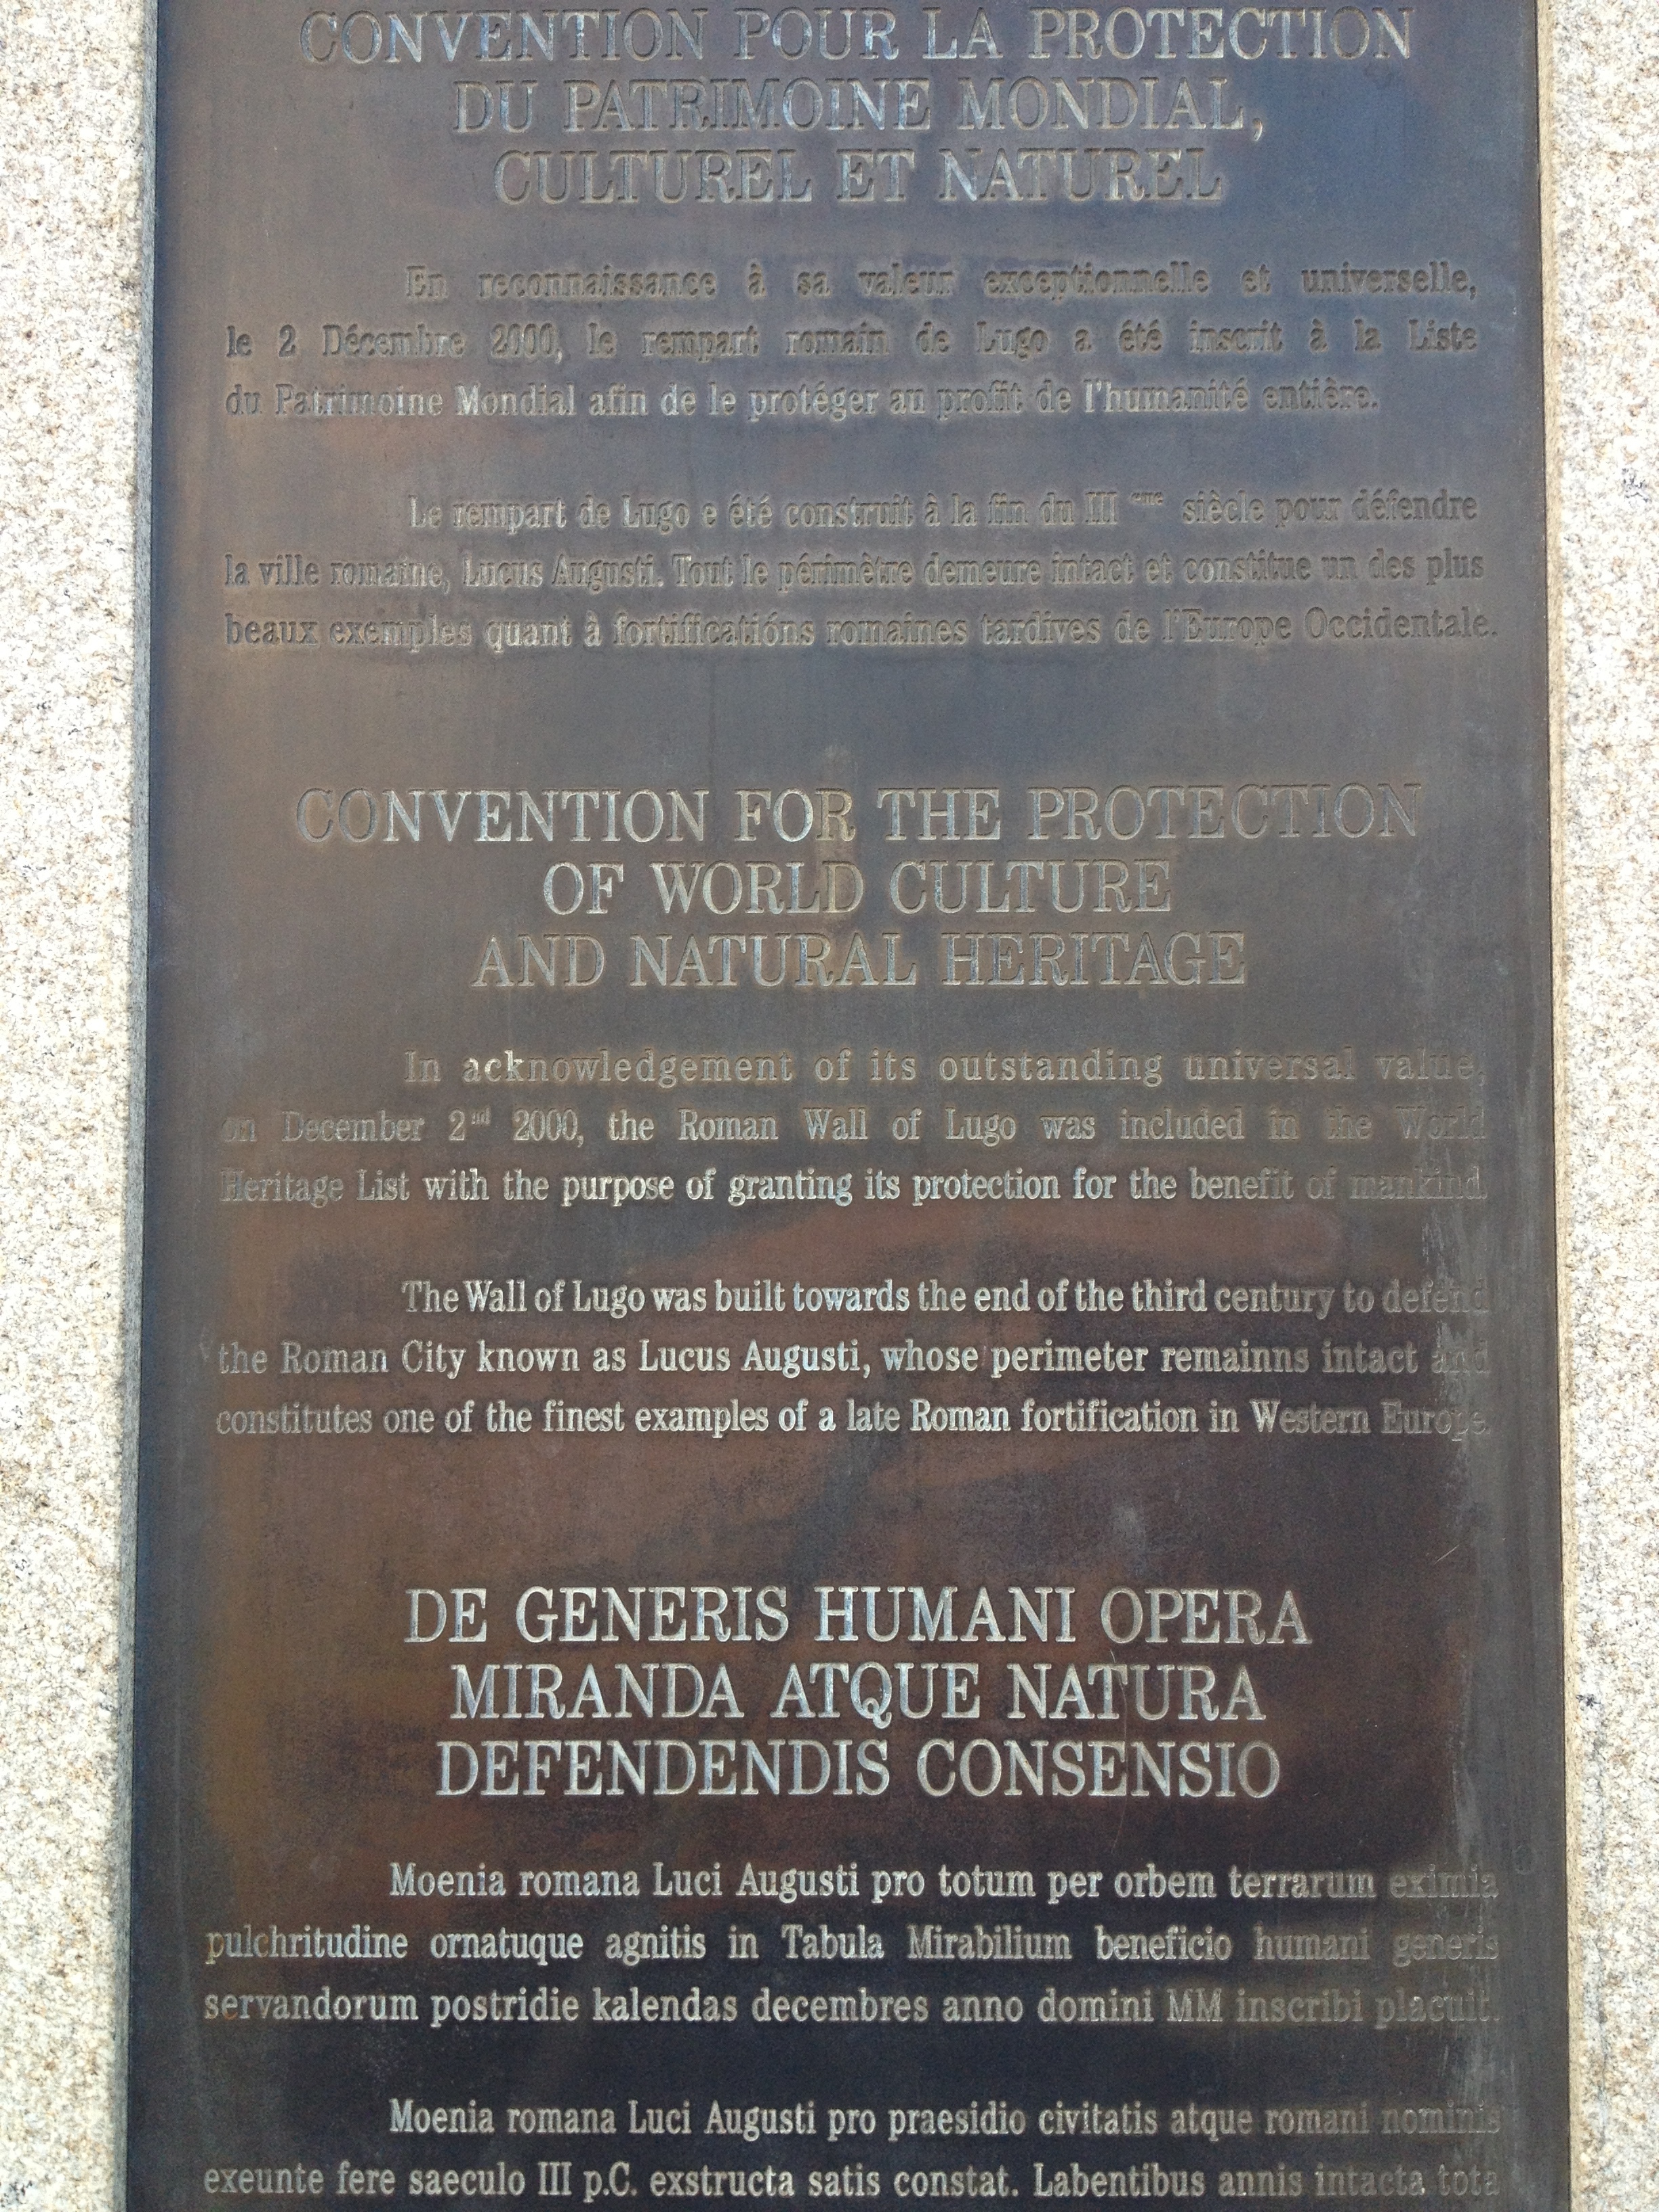 CONVENTION POUR LA PROTECTION
DU PATRIMOINE MONDIAL,
CULTUREL ET NATUREL
En reconnaissance à sa valeur exceptionnelle et universelle,
le 2 Décembre 2000, le rempart romain de Lugo a été inscrit à la Liste
du Patrimoine Mondial afin de le protéger au profit de l'humanité entière.
Le rempart de Lugo e été construit à la fin du III ème siècle pour défendre
la ville romaine, Lucus Augusti. Tout le périmètre demeure intact et constitue un des plus
beaux exemples quant à fortificatións romaines tardives de l'Europe Occidentale.
CONVENTION FOR THE PROTECTION
OF WORLD CULTURE
AND NATURAL HERITAGE
In acknowledgement of its outstanding universal value,
on December 2nd 2000, the Roman Wall of Lugo was included in the World
Heritage List with the purpose of granting its protection for the benefit of mankind.
The Wall of Lugo was built towards the end of the third century to defend
the Roman City known as Lucus Augusti, whose perimeter remainns intact and
constitutes one of the finest examples of a late Roman fortification in Western Europe.
DE GENERIS HUMANI OPERA
MIRANDA ATQUE NATURA
DEFENDENDIS CONSENSIO
Moenia romana Luci Augusti pro totum per orbem terrarum eximia
pulchritudine ornatuque agnitis in Tabula Mirabilium beneficio humani generis
servandorum postridie kalendas decembres anno domini MM inscribi placuit.
Moenia romana Luci Augusti pro praesidio civitatis atque romani nominis
exeunte fere saeculo III p.C. exstructa satis constat. Labentibus annis intacta tota